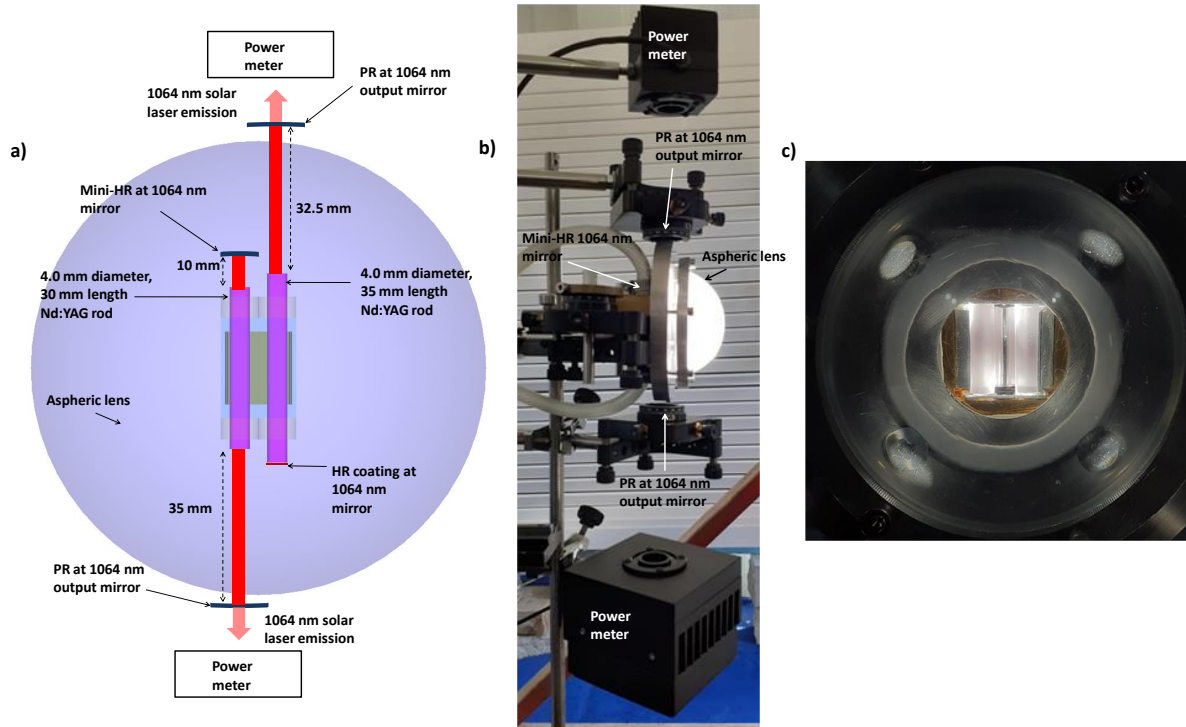 a)
Power
meter
1064 nm solar
laser emission
PR at 1064 nm
output mirror
Mini-HR at 1064 nm
mirror
10 mm
32.5 mm
4.0 mm diameter,
30 mm length
Nd:YAG rod
4.0 mm diameter,
35 mm length
Nd:YAG rod
Aspheric lens
HR coating at
1064 nm
mirror
35 mm
PR at 1064 nm
output mirror
1064 nm solar
laser emission
Power
meter
b)
Power
meter
PR at 1064 nm
output mirror
Mini-HR 1064 nm
mirror
Aspheric lens
PR at 1064 nm
output mirror
Power
meter
c)